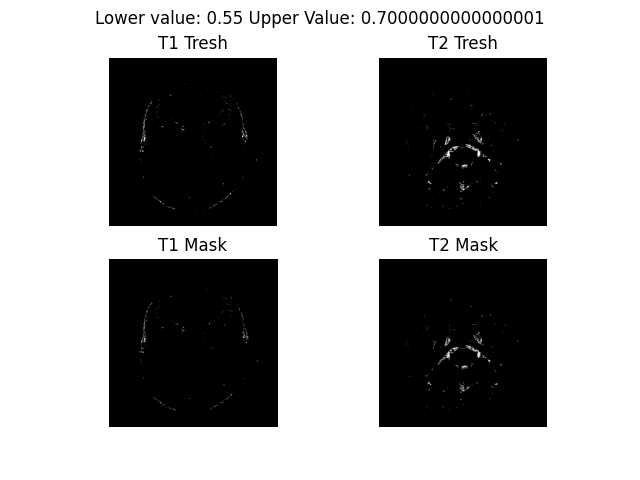 Lower value: 0.55 Upper Value: 0.7000000000000001
T1 Tresh
T2 Tresh
T1 Mask
T2 Mask